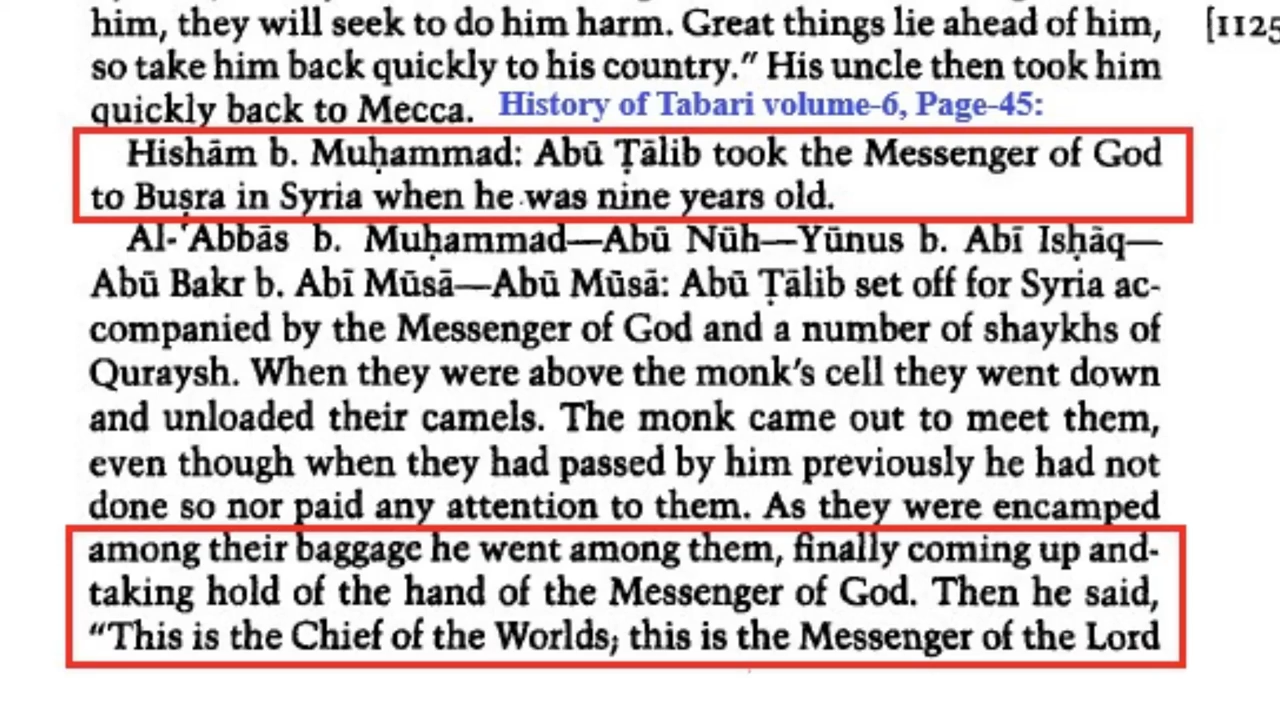 him, they will seek to do him harm. Great things lie ahead of him, [1125
so take him back quickly to his country." His uncle then took him
quickly back to Mecca. History of Tabari volume-6, Page-45:
Hishām b. Muḥammad: Abū Ṭālib took the Messenger of God
to Buṣra in Syria when he was nine years old.
Al-ʿAbbās b. Muḥammad—Abū Nūḥ—Yūnus b. Abī Isḥāq—
Abū Bakr b. Abī Mūsā—Abū Mūsā: Abū Ṭālib set off for Syria ac-
companied by the Messenger of God and a number of shaykhs of
Quraysh. When they were above the monk's cell they went down
and unloaded their camels. The monk came out to meet them,
even though when they had passed by him previously he had not
done so nor paid any attention to them. As they were encamped
among their baggage he went among them, finally coming up and-
taking hold of the hand of the Messenger of God. Then he said,
"This is the Chief of the Worlds; this is the Messenger of the Lord